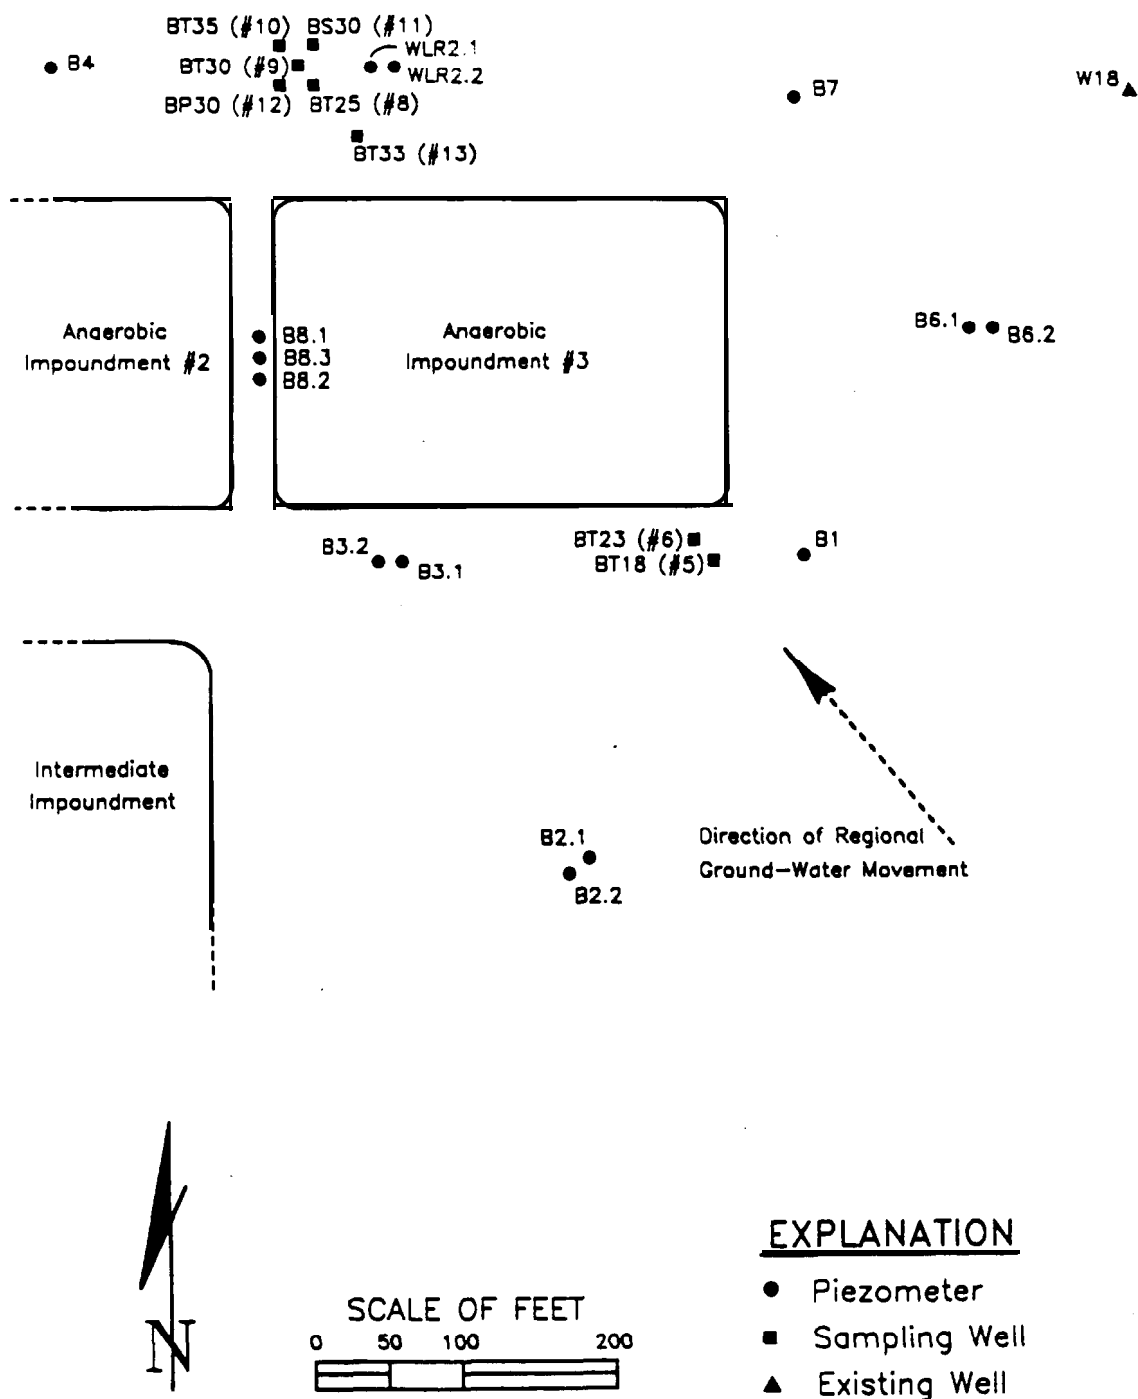 BT35 (#10) BS30 (#11)
WLR2.1
B4
BT30 (#9)
WLR2.2
BP30 (#12) BT25 (#8)
BT33 (#13)
B7
W18
Anaerobic
Impoundment #2
B8.1
B8.3
B8.2
Anaerobic
Impoundment #3
B6.1
B6.2
B3.2
B3.1
BT23 (#6)
BT18 (#5)
B1
Intermediate
Impoundment
B2.1
B2.2
Direction of Regional
Ground-Water Movement
N
SCALE OF FEET
0 50 100 200
EXPLANATION
Piezometer
Sampling Well
Existing Well